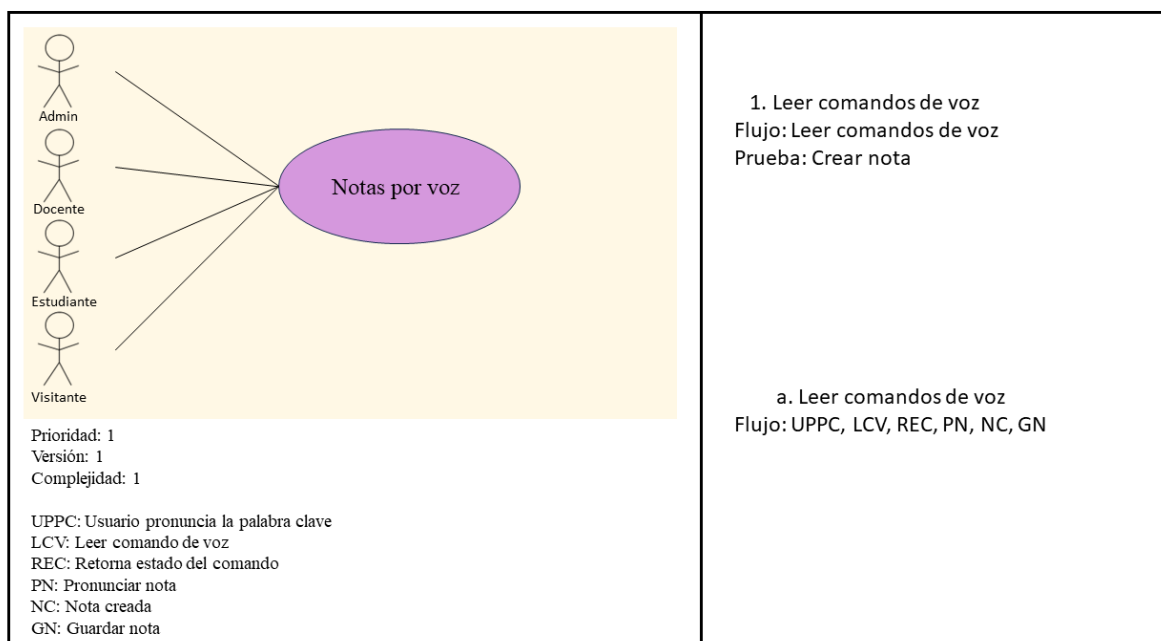 Admin
Docente
Estudiante
Visitante
Notas por voz
Prioridad: 1
Versión: 1
Complejidad: 1
UPPC: Usuario pronuncia la palabra clave
LCV: Leer comando de voz
REC: Retorna estado del comando
PN: Pronunciar nota
NC: Nota creada
GN: Guardar nota
1. Leer comandos de voz
Flujo: Leer comandos de voz
Prueba: Crear nota
a. Leer comandos de voz
Flujo: UPPC, LCV, REC, PN, NC, GN